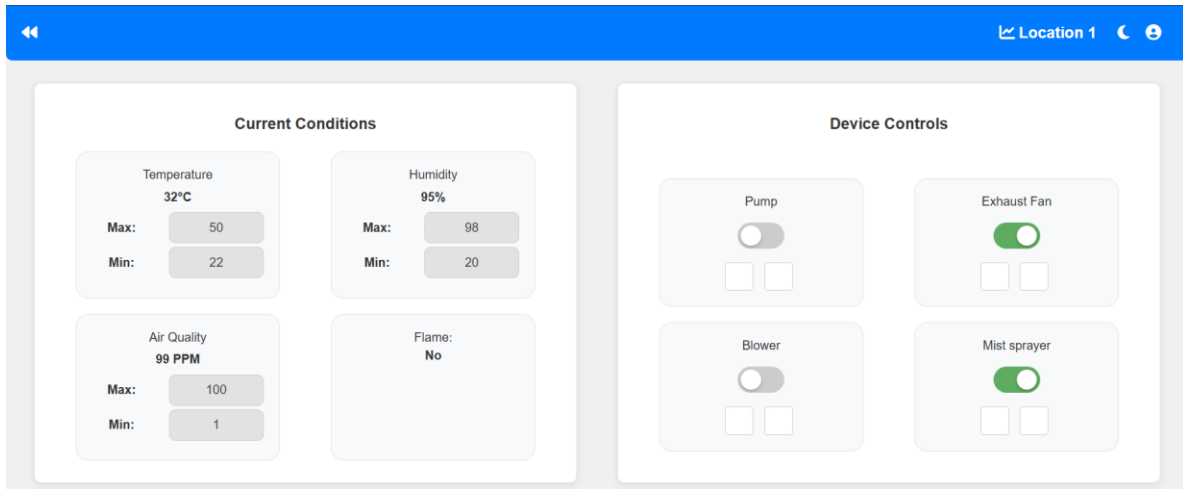 Location 1
Current Conditions
Temperature
32°C
Max: 50
Min: 22
Humidity
95%
Max: 98
Min: 20
Air Quality
99 PPM
Max: 100
Min: 1
Flame:
No
Device Controls
Pump
Exhaust Fan
Blower
Mist sprayer